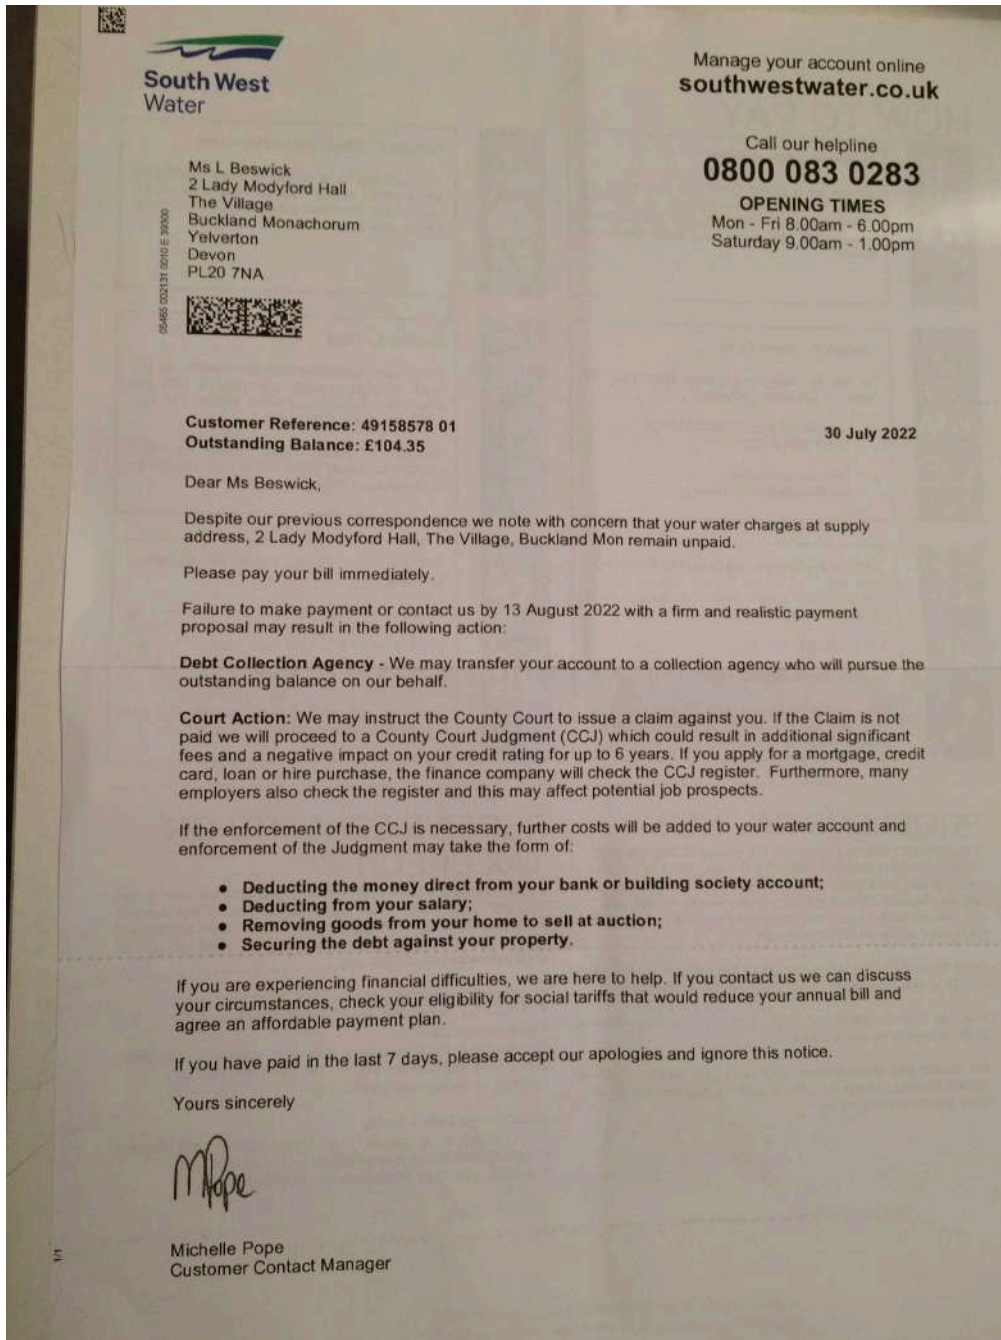 South West
Water
Manage your account online
southwestwater.co.uk
Call our helpline
0800 083 0283
OPENING TIMES
Mon - Fri 8.00am - 6.00pm
Saturday 9.00am - 1.00pm
Ms L Beswick
2 Lady Modyford Hall
The Village
Buckland Monachorum
Yelverton
Devon
PL20 7NA
05465 002131 0010 E 39300
Customer Reference: 49158578 01
Outstanding Balance: £104.35
30 July 2022
Dear Ms Beswick,
Despite our previous correspondence we note with concern that your water charges at supply
address, 2 Lady Modyford Hall, The Village, Buckland Mon remain unpaid.
Please pay your bill immediately.
Failure to make payment or contact us by 13 August 2022 with a firm and realistic payment
proposal may result in the following action:
Debt Collection Agency - We may transfer your account to a collection agency who will pursue the
outstanding balance on our behalf.
Court Action: We may instruct the County Court to issue a claim against you. If the Claim is not
paid we will proceed to a County Court Judgment (CCJ) which could result in additional significant
fees and a negative impact on your credit rating for up to 6 years. If you apply for a mortgage, credit
card, loan or hire purchase, the finance company will check the CCJ register. Furthermore, many
employers also check the register and this may affect potential job prospects.
If the enforcement of the CCJ is necessary, further costs will be added to your water account and
enforcement of the Judgment may take the form of:
• Deducting the money direct from your bank or building society account;
• Deducting from your salary;
• Removing goods from your home to sell at auction;
• Securing the debt against your property.
If you are experiencing financial difficulties, we are here to help. If you contact us we can discuss
your circumstances, check your eligibility for social tariffs that would reduce your annual bill and
agree an affordable payment plan.
If you have paid in the last 7 days, please accept our apologies and ignore this notice.
Yours sincerely
MPope
Michelle Pope
Customer Contact Manager
1/1